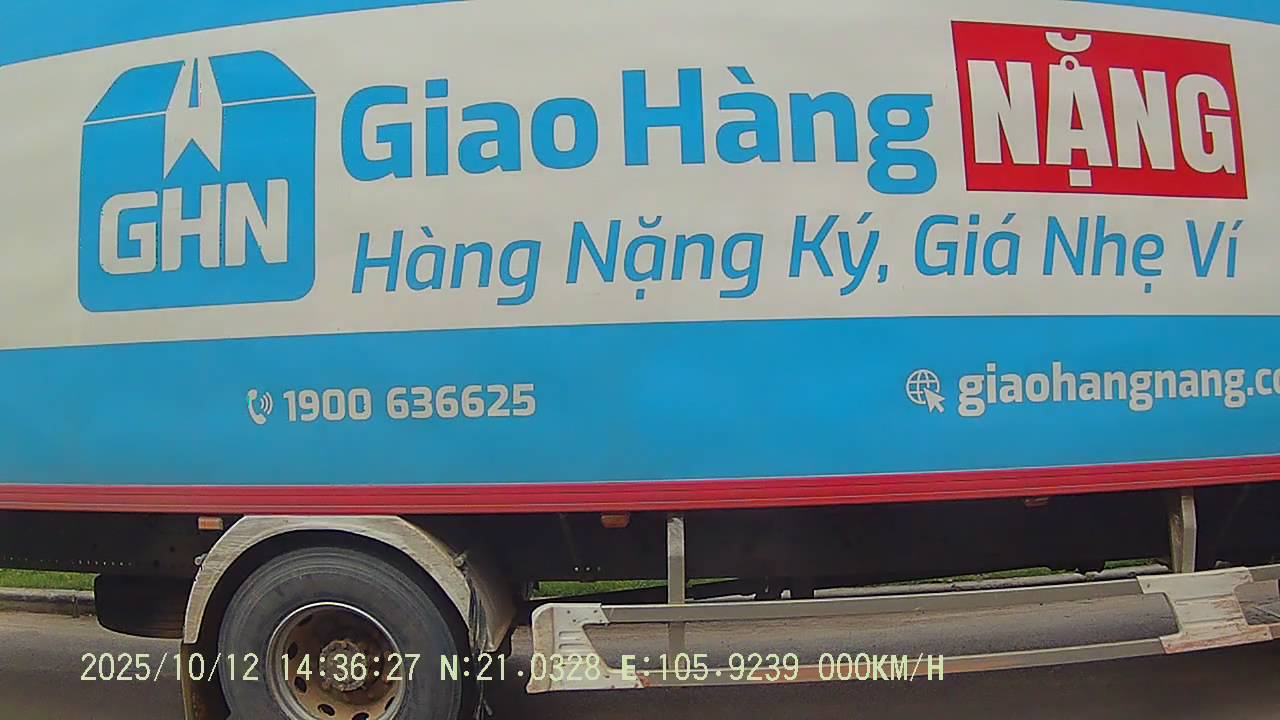 GHN
Giao Hàng NẶNG
Hàng Nặng Ký, Giá Nhẹ Ví
1900 636625
giaohangnang.co
2025/10/12 14:36:27 N:21.0328 E:105.9239 000KM/H